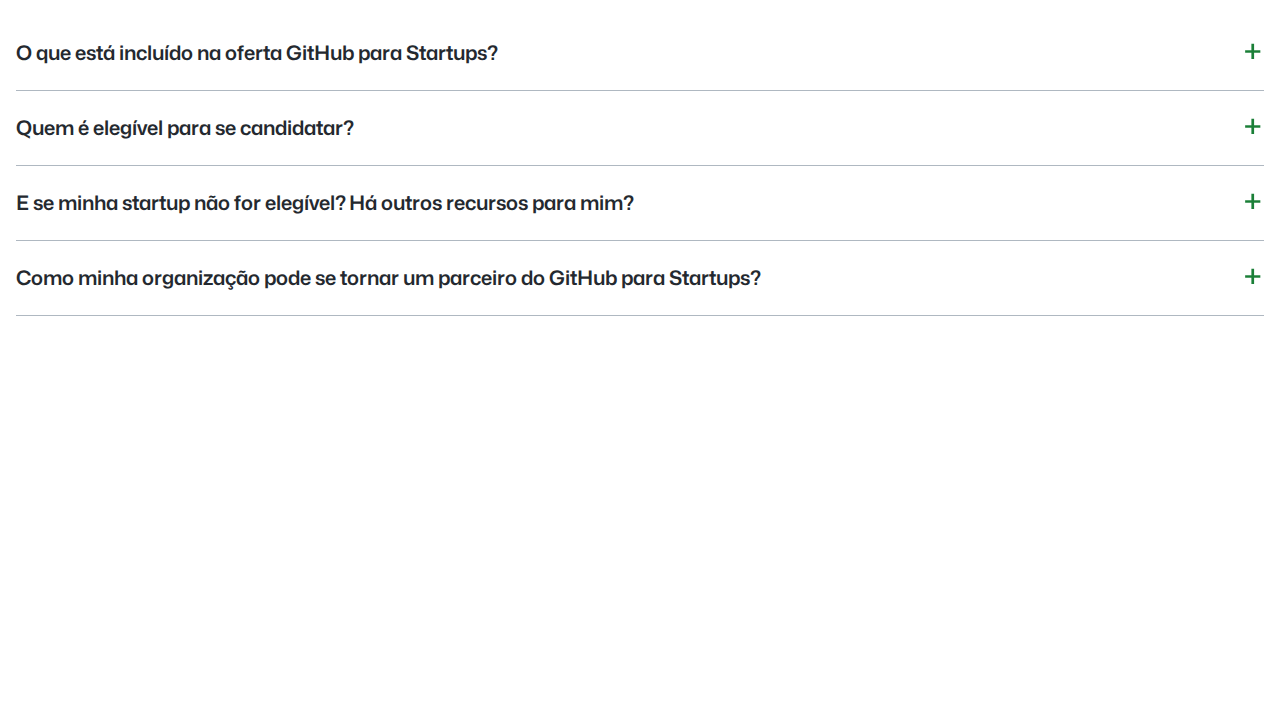 O que está incluído na oferta GitHub para Startups?
Quem é elegível para se candidatar?
E se minha startup não for elegível? Há outros recursos para mim?
Como minha organização pode se tornar um parceiro do GitHub para Startups?